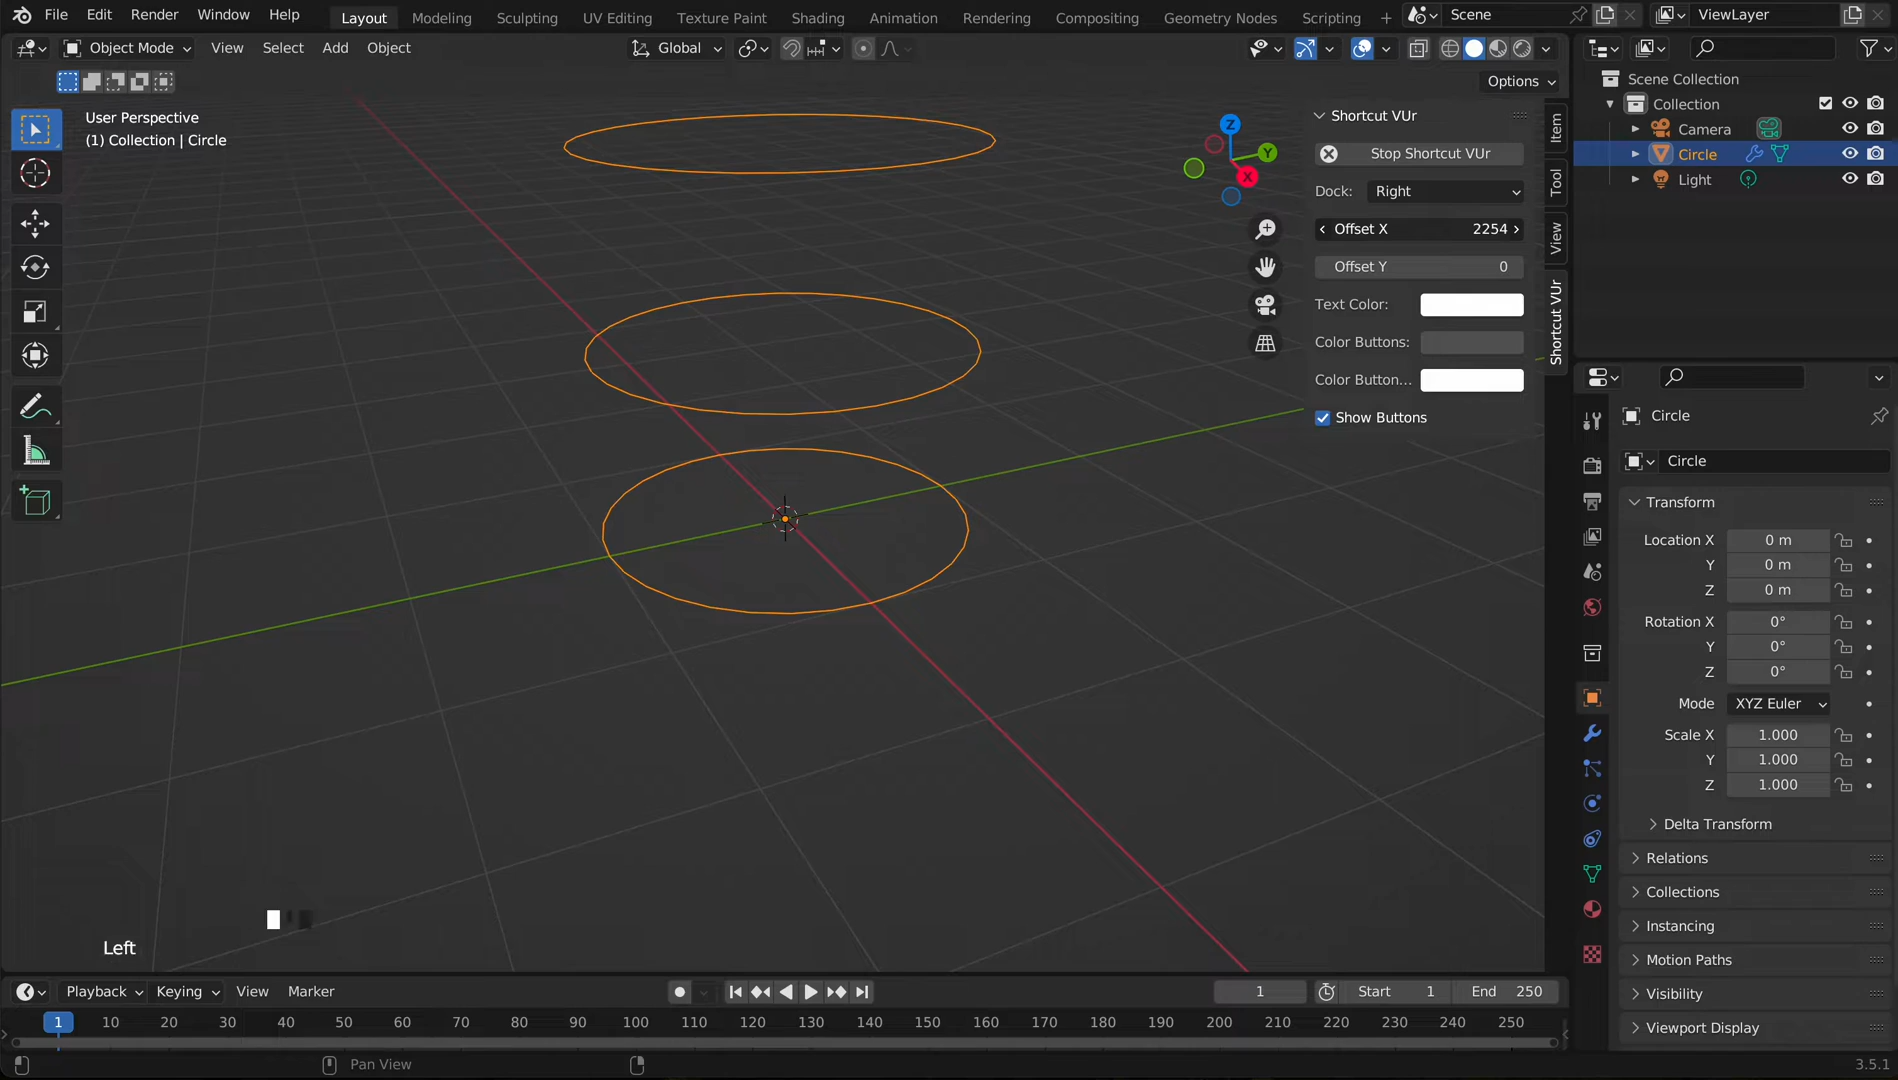 File Edit Render Window Help Layout Modeling Sculpting UV Editing Texture Paint Shading Animation Rendering Compositing Geometry Nodes Scripting + Scene ViewLayer
Object Mode View Select Add Object Global
Options
User Perspective
(1) Collection | Circle
Z
Y
X
Shortcut VUr
Stop Shortcut VUr
Dock: Right
Offset X 2254
Offset Y 0
Text Color:
Color Buttons:
Color Button...
Show Buttons
Item
Tool
View
Shortcut VUr
Scene Collection
Collection
Camera
Circle
Light
Circle
Circle
Transform
Location X 0 m
Y 0 m
Z 0 m
Rotation X 0°
Y 0°
Z 0°
Mode XYZ Euler
Scale X 1.000
Y 1.000
Z 1.000
Delta Transform
Relations
Collections
Instancing
Motion Paths
Visibility
Viewport Display
Left
Playback Keying View Marker 1 Start 1 End 250
1 10 20 30 40 50 60 70 80 90 100 110 120 130 140 150 160 170 180 190 200 210 220 230 240 250
Pan View 3.5.1